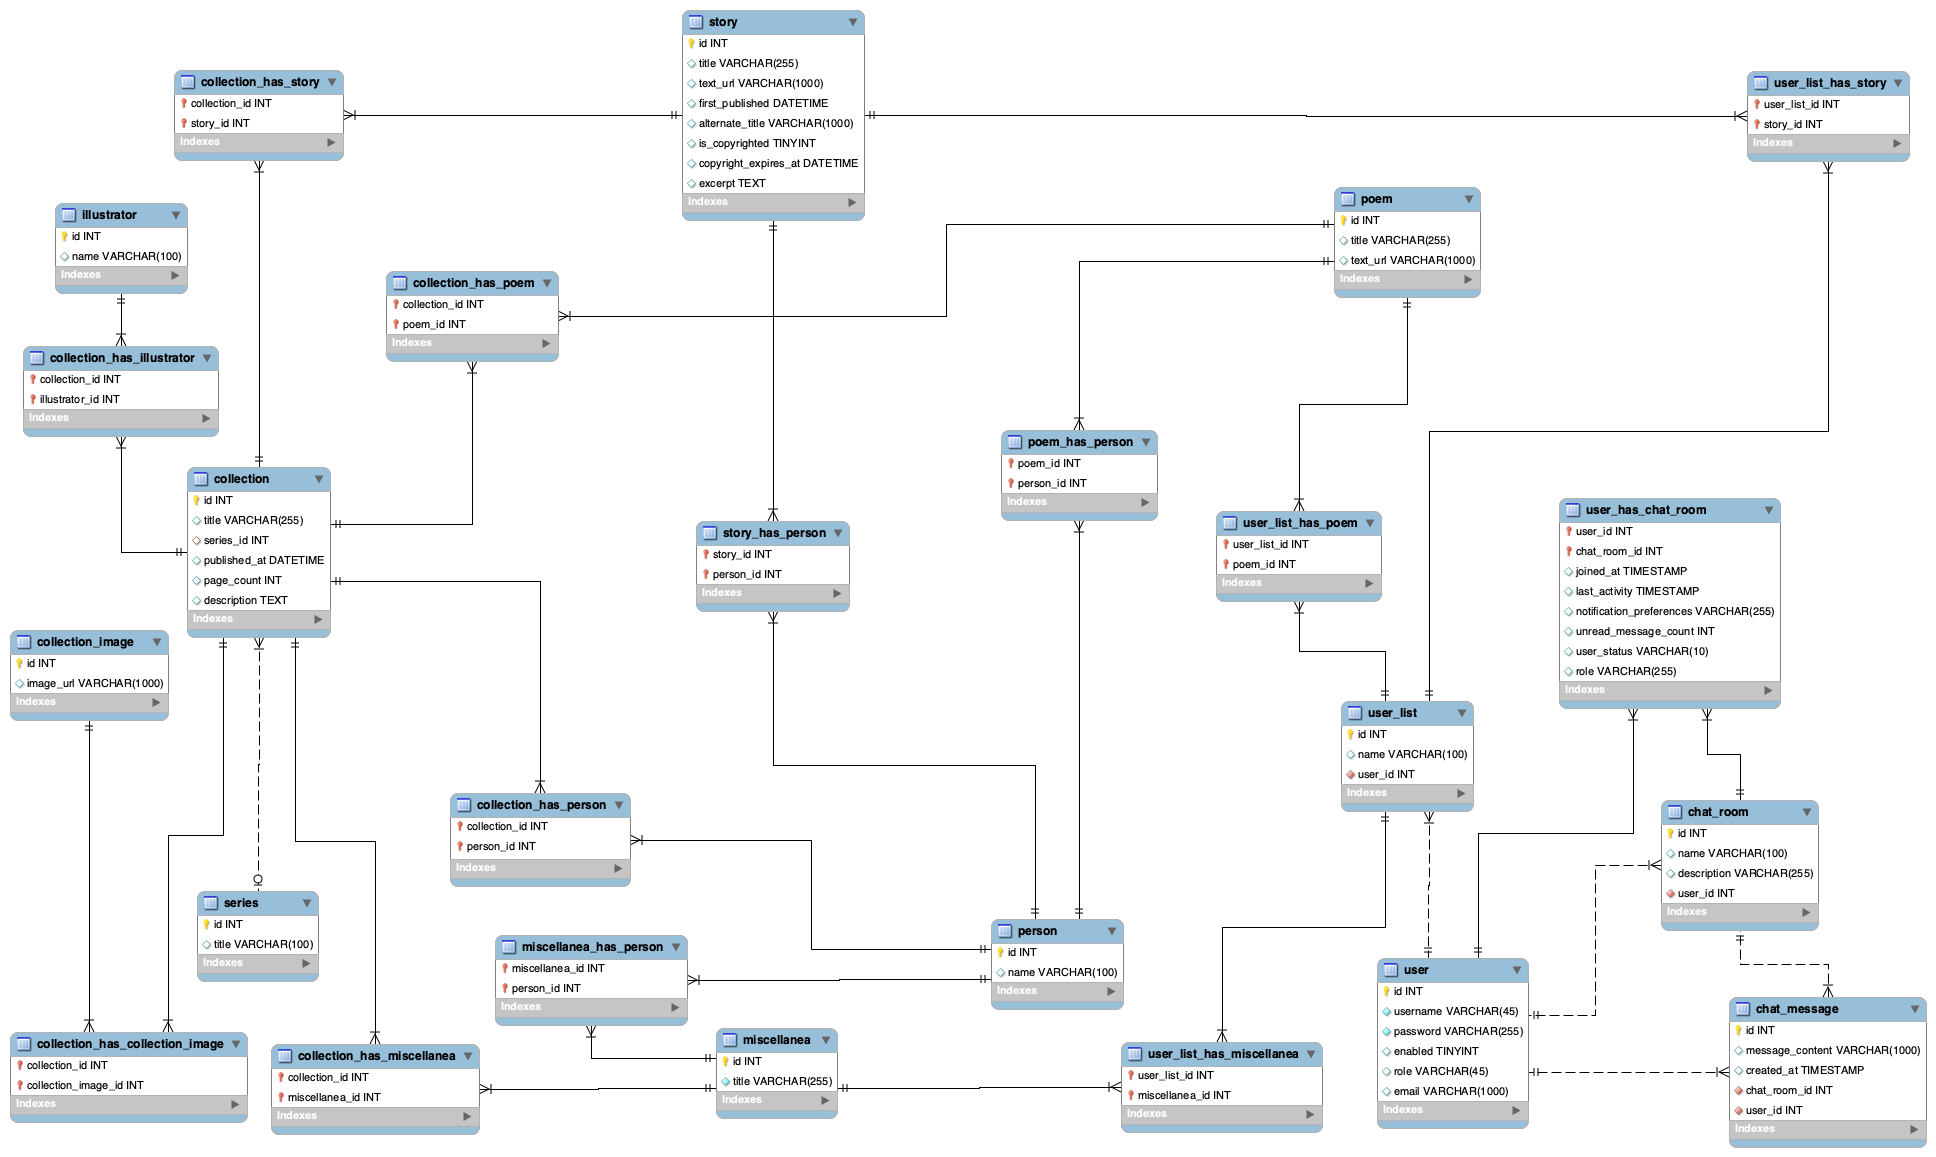 story
id INT
title VARCHAR(255)
text_url VARCHAR(1000)
first_published DATETIME
alternate_title VARCHAR(1000)
is_copyrighted TINYINT
copyright_expires_at DATETIME
excerpt TEXT
Indexes
collection_has_story
collection_id INT
story_id INT
Indexes
user_list_has_story
user_list_id INT
story_id INT
Indexes
illustrator
id INT
name VARCHAR(100)
Indexes
poem
id INT
title VARCHAR(255)
text_url VARCHAR(1000)
Indexes
collection_has_poem
collection_id INT
poem_id INT
Indexes
collection_has_illustrator
collection_id INT
illustrator_id INT
Indexes
poem_has_person
poem_id INT
person_id INT
Indexes
collection
id INT
title VARCHAR(255)
series_id INT
published_at DATETIME
page_count INT
description TEXT
Indexes
story_has_person
story_id INT
person_id INT
Indexes
user_list_has_poem
user_list_id INT
poem_id INT
Indexes
user_has_chat_room
user_id INT
chat_room_id INT
joined_at TIMESTAMP
last_activity TIMESTAMP
notification_preferences VARCHAR(255)
unread_message_count INT
user_status VARCHAR(10)
role VARCHAR(255)
Indexes
collection_image
id INT
image_url VARCHAR(1000)
Indexes
user_list
id INT
name VARCHAR(100)
user_id INT
Indexes
collection_has_person
collection_id INT
person_id INT
Indexes
chat_room
id INT
name VARCHAR(100)
description VARCHAR(255)
user_id INT
Indexes
series
id INT
title VARCHAR(100)
Indexes
miscellanea_has_person
miscellanea_id INT
person_id INT
Indexes
person
id INT
name VARCHAR(100)
Indexes
user
id INT
username VARCHAR(45)
password VARCHAR(255)
enabled TINYINT
role VARCHAR(45)
email VARCHAR(1000)
Indexes
chat_message
id INT
message_content VARCHAR(1000)
created_at TIMESTAMP
chat_room_id INT
user_id INT
Indexes
collection_has_collection_image
collection_id INT
collection_image_id INT
Indexes
collection_has_miscellanea
collection_id INT
miscellanea_id INT
Indexes
miscellanea
id INT
title VARCHAR(255)
Indexes
user_list_has_miscellanea
user_list_id INT
miscellanea_id INT
Indexes